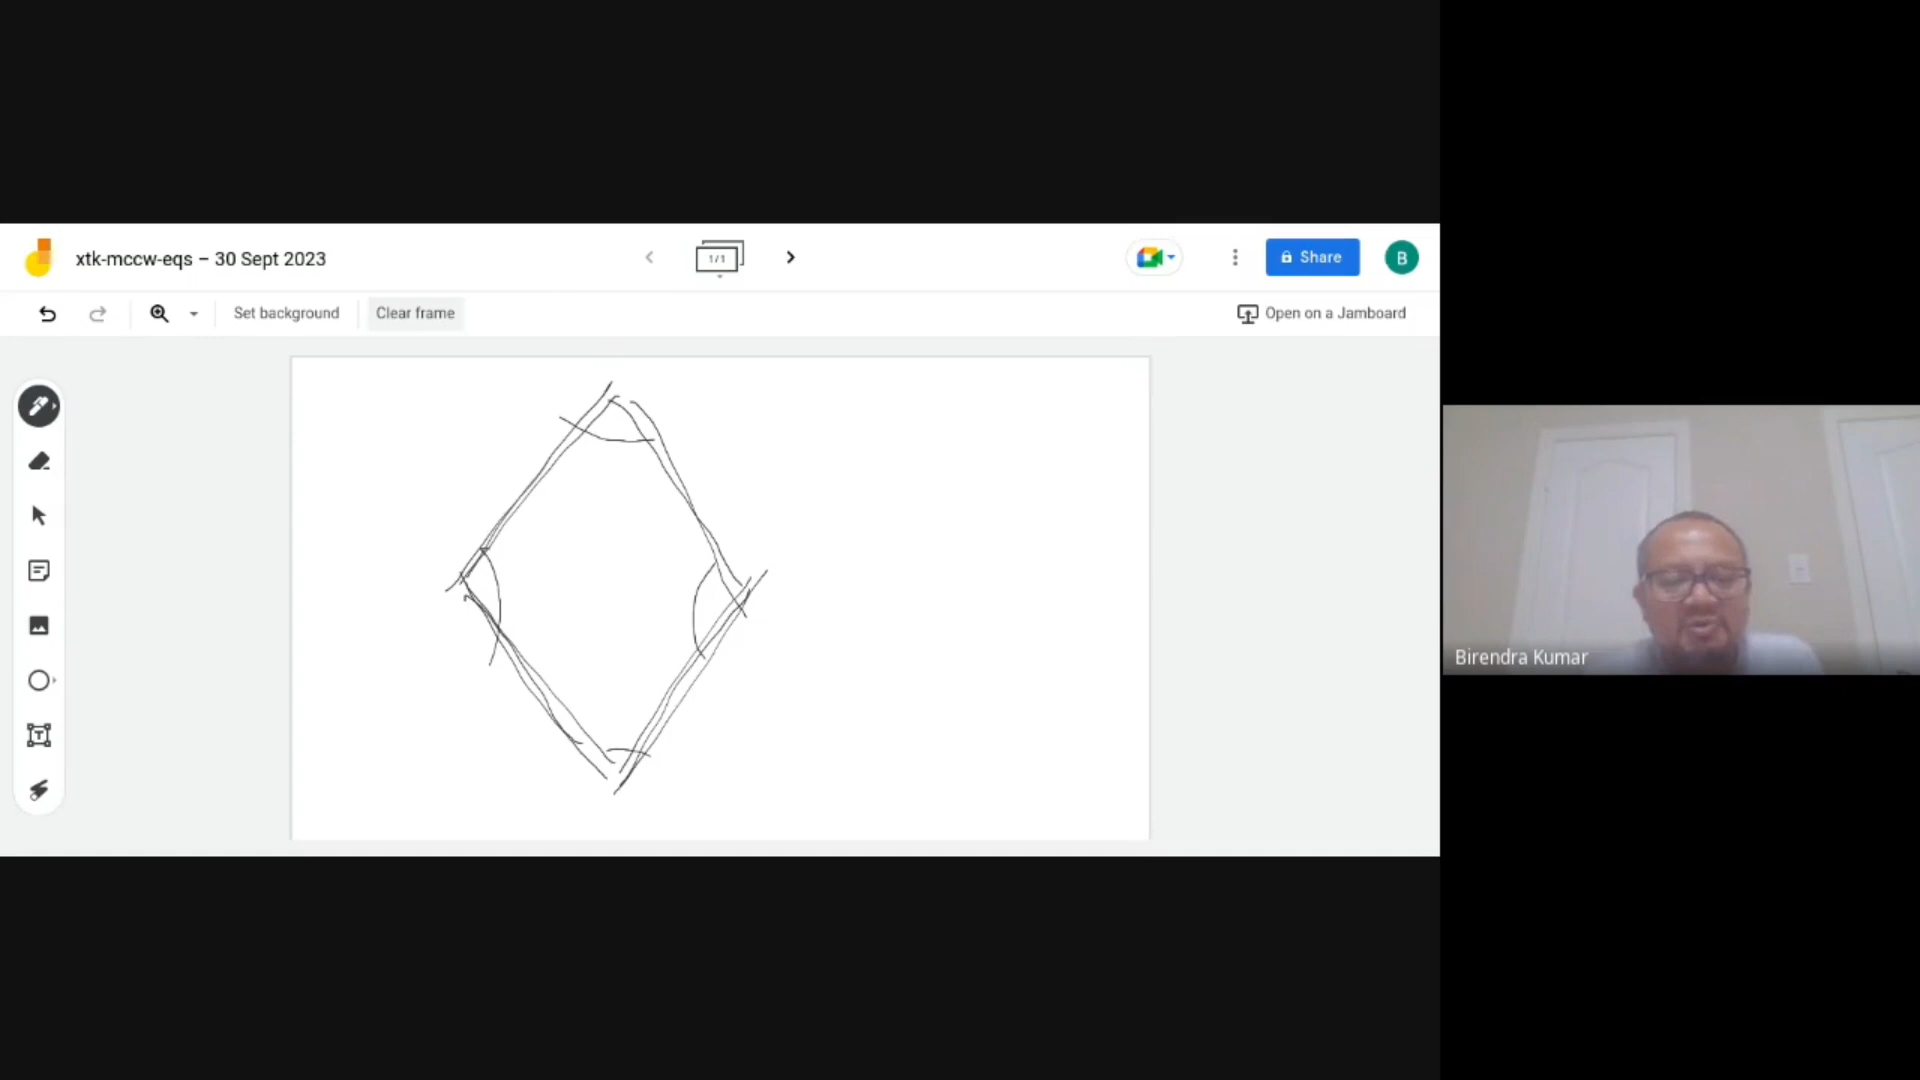 xtk-mccw-eqs – 30 Sept 2023
1/1
Share
B
Set background
Clear frame
Open on a Jamboard
T
Birendra Kumar